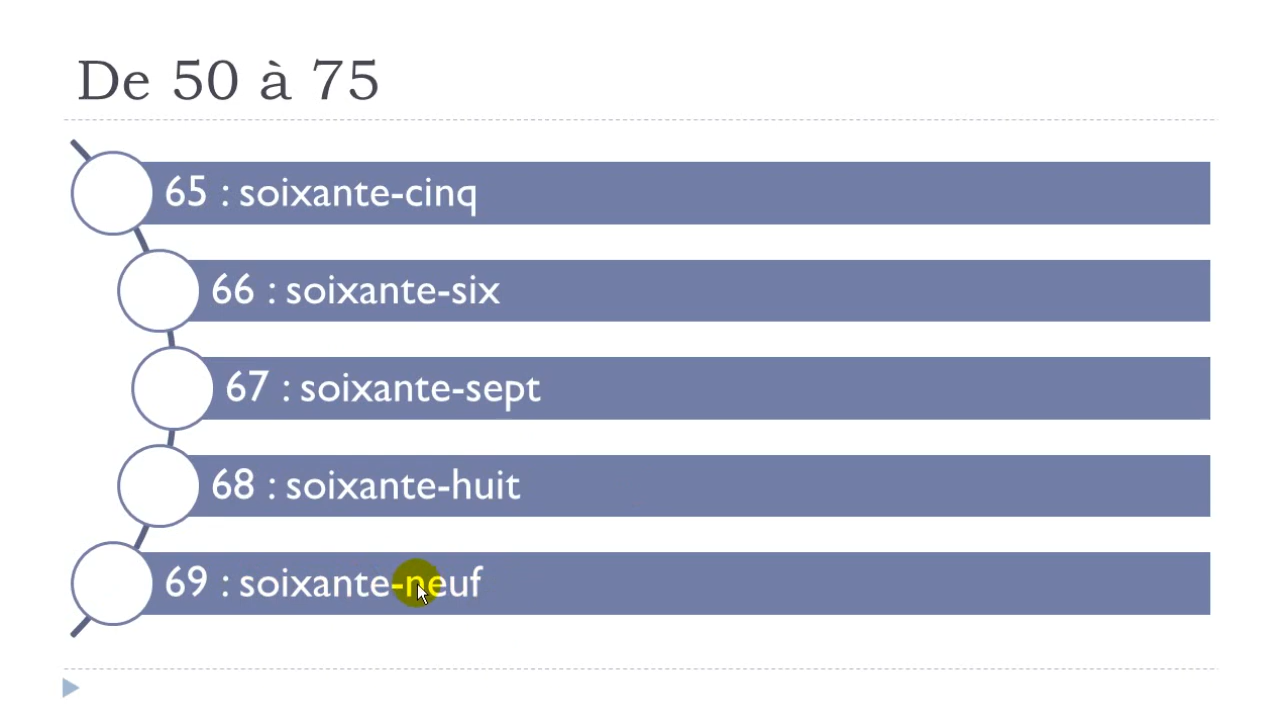 De 50 à 75
65 : soixante-cinq
66 : soixante-six
67 : soixante-sept
68 : soixante-huit
69 : soixante-neuf